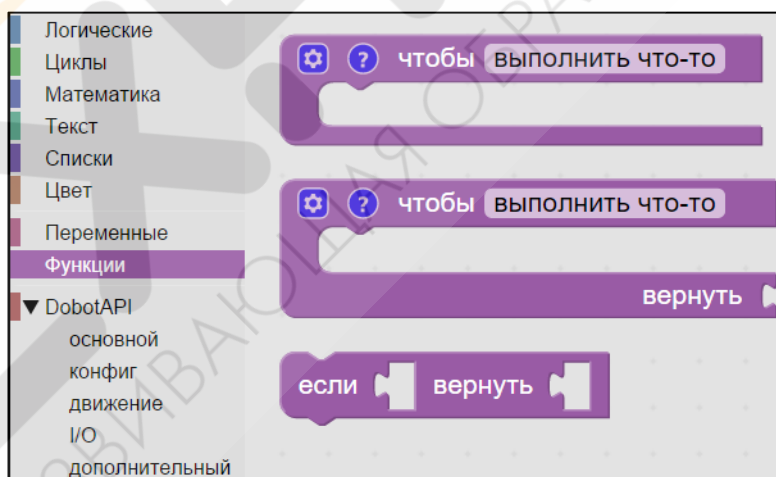 Логические
Циклы
Математика
Текст
Списки
Цвет
Переменные
Функции
▼ DobotAPI
основной
конфиг
движение
I/O
дополнительный
? чтобы выполнить что-то
? чтобы выполнить что-то
вернуть
если вернуть